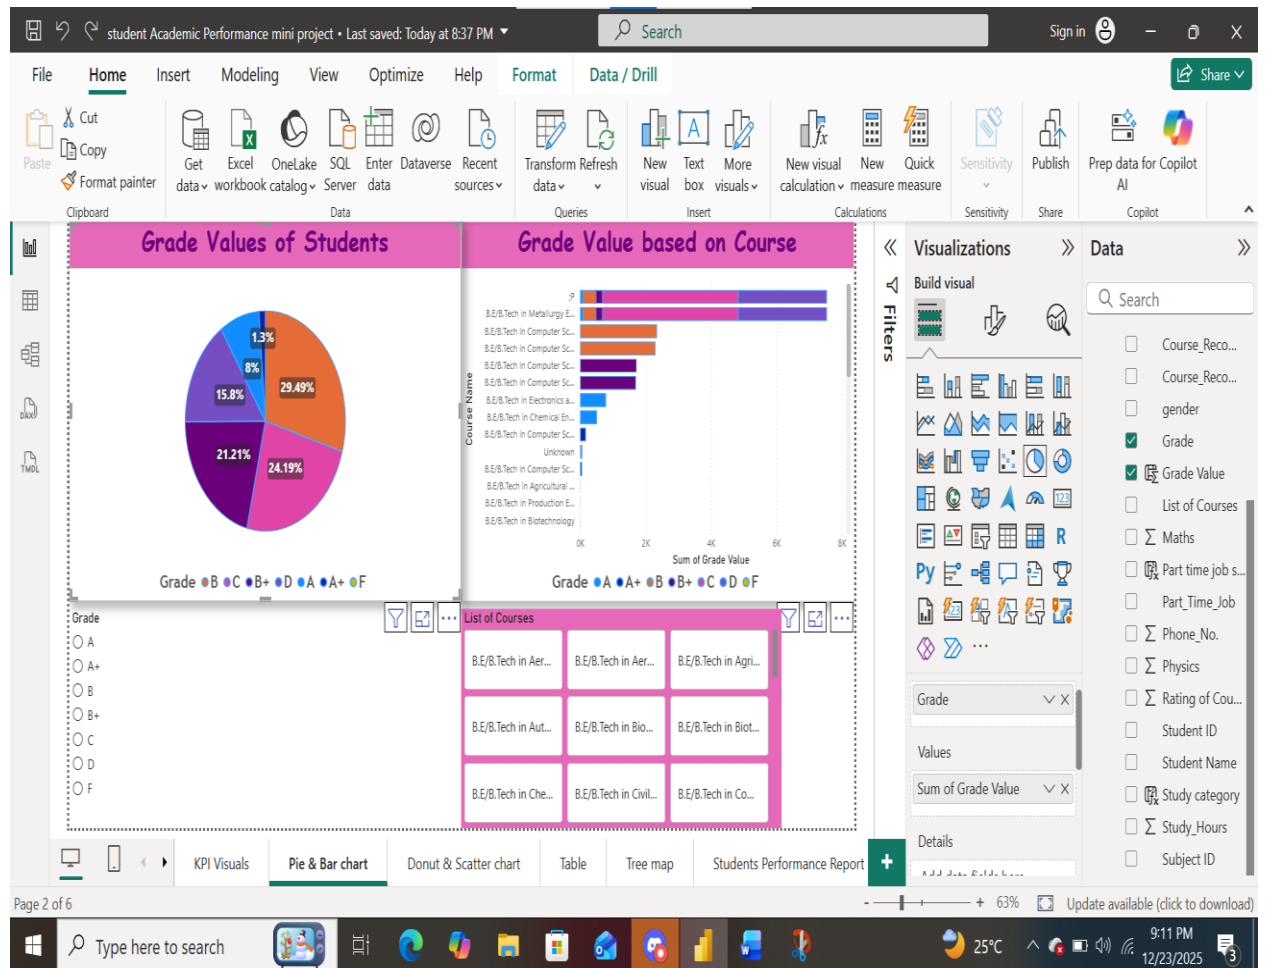 student Academic Performance mini project • Last saved: Today at 8:37 PM
Search
Sign in
File Home Insert Modeling View Optimize Help Format Data / Drill
Share
Paste
Cut
Copy
Format painter
Clipboard
Get data
Excel workbook
OneLake catalog
SQL Server
Enter data
Dataverse
Recent sources
Data
Transform data
Refresh
Queries
New visual
Text box
More visuals
Insert
New visual calculation
New measure
Quick measure
Calculations
Sensitivity
Sensitivity
Publish
Share
Prep data for AI
Copilot
Copilot
Grade Values of Students
1.3%
8%
29.49%
15.8%
21.21%
24.19%
Grade B C B+ D A A+ F
Grade Value based on Course
Course Name
:P
B.E/B.Tech in Metallurgy E...
B.E/B.Tech in Computer Sc...
B.E/B.Tech in Computer Sc...
B.E/B.Tech in Computer Sc...
B.E/B.Tech in Computer Sc...
B.E/B.Tech in Electronics a...
B.E/B.Tech in Chemical En...
B.E/B.Tech in Computer Sc...
Unknown
B.E/B.Tech in Computer Sc...
B.E/B.Tech in Agricultural ...
B.E/B.Tech in Production E...
B.E/B.Tech in Biotechnology
0K 2K 4K 6K 8K
Sum of Grade Value
Grade A A+ B B+ C D F
Grade
A
A+
B
B+
C
D
F
List of Courses
B.E/B.Tech in Aer... B.E/B.Tech in Aer... B.E/B.Tech in Agri...
B.E/B.Tech in Aut... B.E/B.Tech in Bio... B.E/B.Tech in Biot...
B.E/B.Tech in Che... B.E/B.Tech in Civil... B.E/B.Tech in Co...
Filters
Visualizations
Build visual
123
R
Py
Grade
Values
Sum of Grade Value
Details
Add data fields here
Data
Search
Course_Reco...
Course_Reco...
gender
Grade
Grade Value
List of Courses
Maths
Part time job s...
Part_Time_Job
Phone_No.
Physics
Rating of Cou...
Student ID
Student Name
Study category
Study_Hours
Subject ID
DAX
TMDL
KPI Visuals Pie & Bar chart Donut & Scatter chart Table Tree map Students Performance Report
Page 2 of 6
63%
Update available (click to download)
Type here to search
25°C
9:11 PM
12/23/2025
3